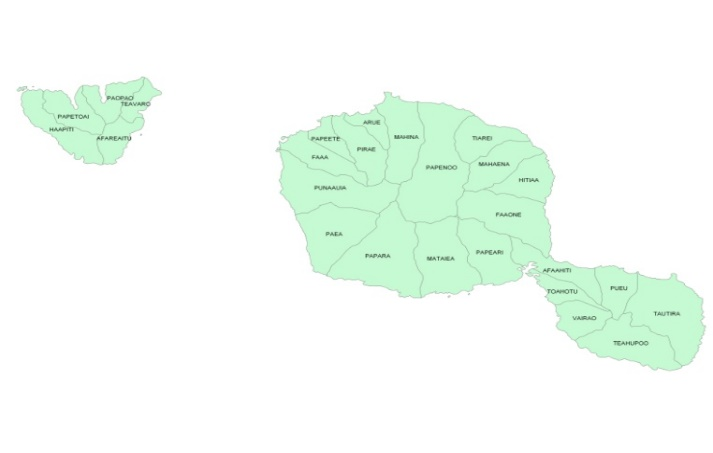 PAOPAO
TEAVARO
PAPETOAI
HAAPITI
AFAREAITU
ARUE
PAPEETE
MAHINA
PIRAE
FAAA
PUNAAUIA
PAPENOO
TIAREI
MAHAENA
HITIAA
FAAONE
PAEA
PAPARA
MATAIEA
PAPEARI
AFAAHITI
TOAHOTU
PUEU
VAIRAO
TAUTIRA
TEAHUPOO